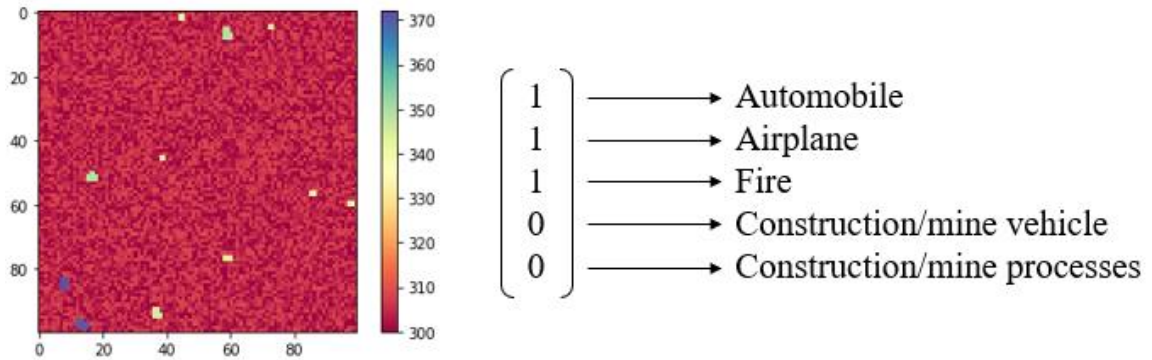 0
20
40
60
80
0 20 40 60 80
370
360
350
340
330
320
310
300
1 Automobile
1 Airplane
1 Fire
0 Construction/mine vehicle
0 Construction/mine processes